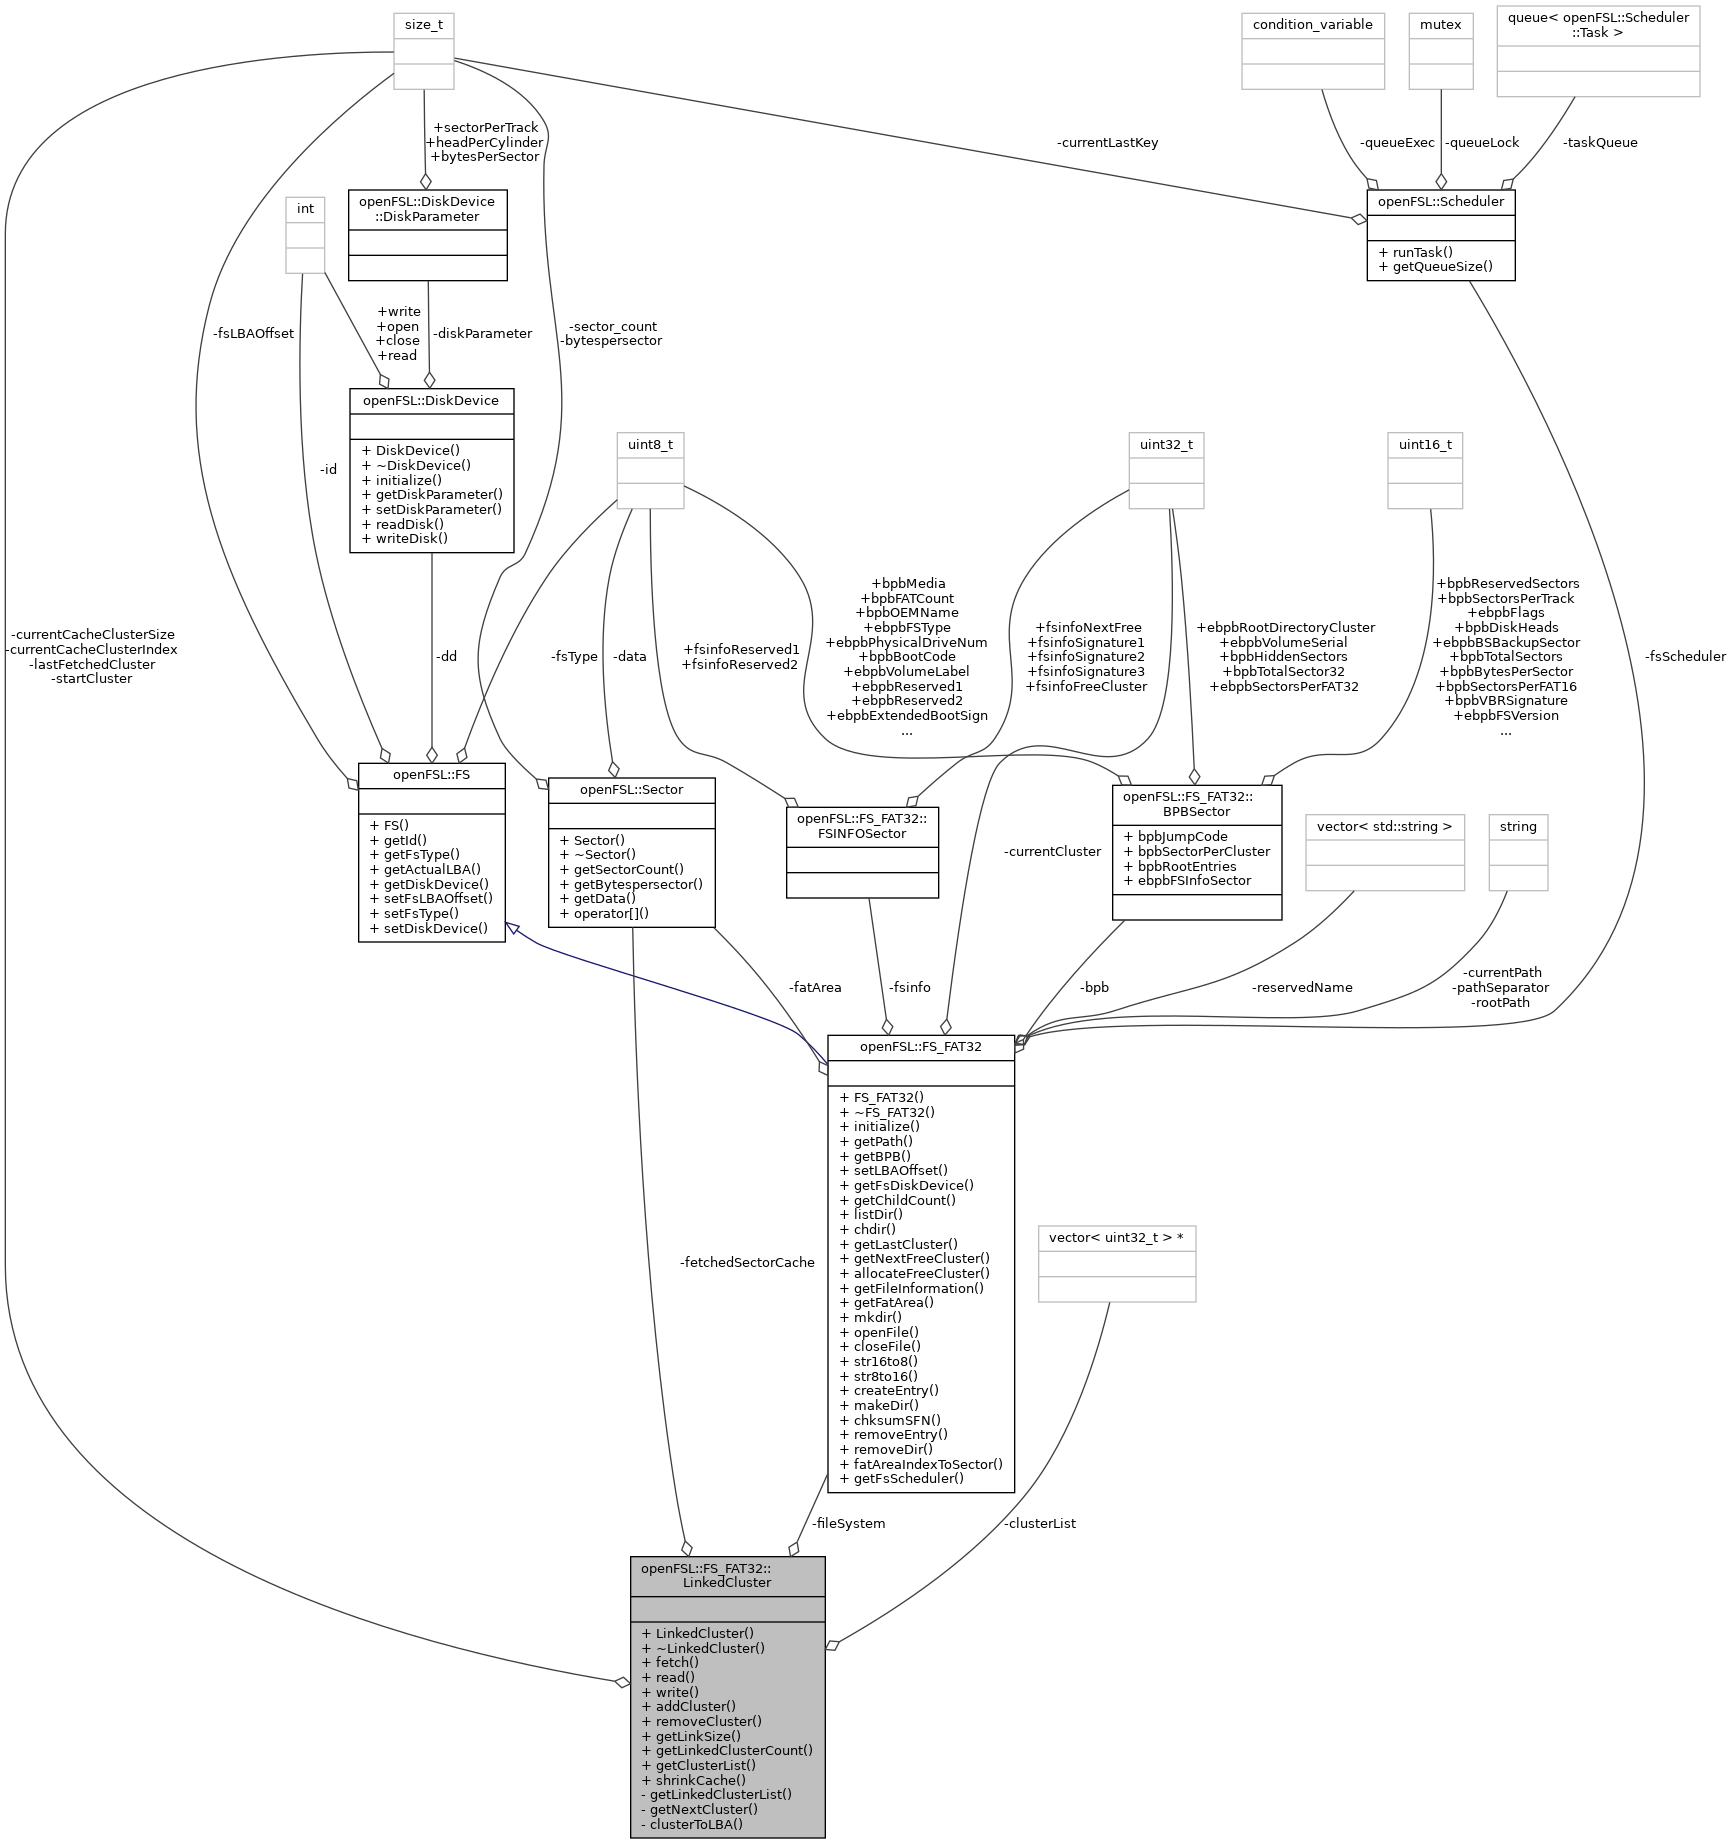 size_t
condition_variable
mutex
queue< openFSL::Scheduler
::Task >
+sectorPerTrack
+headPerCylinder
+bytesPerSector
-currentLastKey
-queueExec
-queueLock
-taskQueue
int
openFSL::DiskDevice
::DiskParameter
openFSL::Scheduler
+ runTask()
+ getQueueSize()
-fsLBAOffset
+write
+open
+close
+read
-diskParameter
-sector_count
-bytespersector
openFSL::DiskDevice
+ DiskDevice()
+ ~DiskDevice()
+ initialize()
+ getDiskParameter()
+ setDiskParameter()
+ readDisk()
+ writeDisk()
-id
uint8_t
uint32_t
uint16_t
-currentCacheClusterSize
-currentCacheClusterIndex
-lastFetchedCluster
-startCluster
-dd
-fsType
-data
+fsinfoReserved1
+fsinfoReserved2
+bpbMedia
+bpbFATCount
+bpbOEMName
+ebpbFSType
+ebpbPhysicalDriveNum
+bpbBootCode
+ebpbVolumeLabel
+ebpbReserved1
+ebpbReserved2
+ebpbExtendedBootSign
...
+fsinfoNextFree
+fsinfoSignature1
+fsinfoSignature2
+fsinfoSignature3
+fsinfoFreeCluster
+ebpbRootDirectoryCluster
+ebpbVolumeSerial
+bpbHiddenSectors
+bpbTotalSector32
+ebpbSectorsPerFAT32
+bpbReservedSectors
+bpbSectorsPerTrack
+ebpbFlags
+bpbDiskHeads
+ebpbBSBackupSector
+bpbTotalSectors
+bpbBytesPerSector
+bpbSectorsPerFAT16
+bpbVBRSignature
+ebpbFSVersion
...
-fsScheduler
openFSL::FS
+ FS()
+ getId()
+ getFsType()
+ getActualLBA()
+ getDiskDevice()
+ setFsLBAOffset()
+ setFsType()
+ setDiskDevice()
openFSL::Sector
+ Sector()
+ ~Sector()
+ getSectorCount()
+ getBytespersector()
+ getData()
+ operator[]()
openFSL::FS_FAT32::
FSINFOSector
-currentCluster
openFSL::FS_FAT32::
BPBSector
+ bpbJumpCode
+ bpbSectorPerCluster
+ bpbRootEntries
+ ebpbFSInfoSector
vector< std::string >
string
-fatArea
-fsinfo
-bpb
-reservedName
-currentPath
-pathSeparator
-rootPath
openFSL::FS_FAT32
+ FS_FAT32()
+ ~FS_FAT32()
+ initialize()
+ getPath()
+ getBPB()
+ setLBAOffset()
+ getFsDiskDevice()
+ getChildCount()
+ listDir()
+ chdir()
+ getLastCluster()
+ getNextFreeCluster()
+ allocateFreeCluster()
+ getFileInformation()
+ getFatArea()
+ mkdir()
+ openFile()
+ closeFile()
+ str16to8()
+ str8to16()
+ createEntry()
+ makeDir()
+ chksumSFN()
+ removeEntry()
+ removeDir()
+ fatAreaIndexToSector()
+ getFsScheduler()
-fetchedSectorCache
vector< uint32_t > *
-fileSystem
-clusterList
openFSL::FS_FAT32::
LinkedCluster
+ LinkedCluster()
+ ~LinkedCluster()
+ fetch()
+ read()
+ write()
+ addCluster()
+ removeCluster()
+ getLinkSize()
+ getLinkedClusterCount()
+ getClusterList()
+ shrinkCache()
- getLinkedClusterList()
- getNextCluster()
- clusterToLBA()